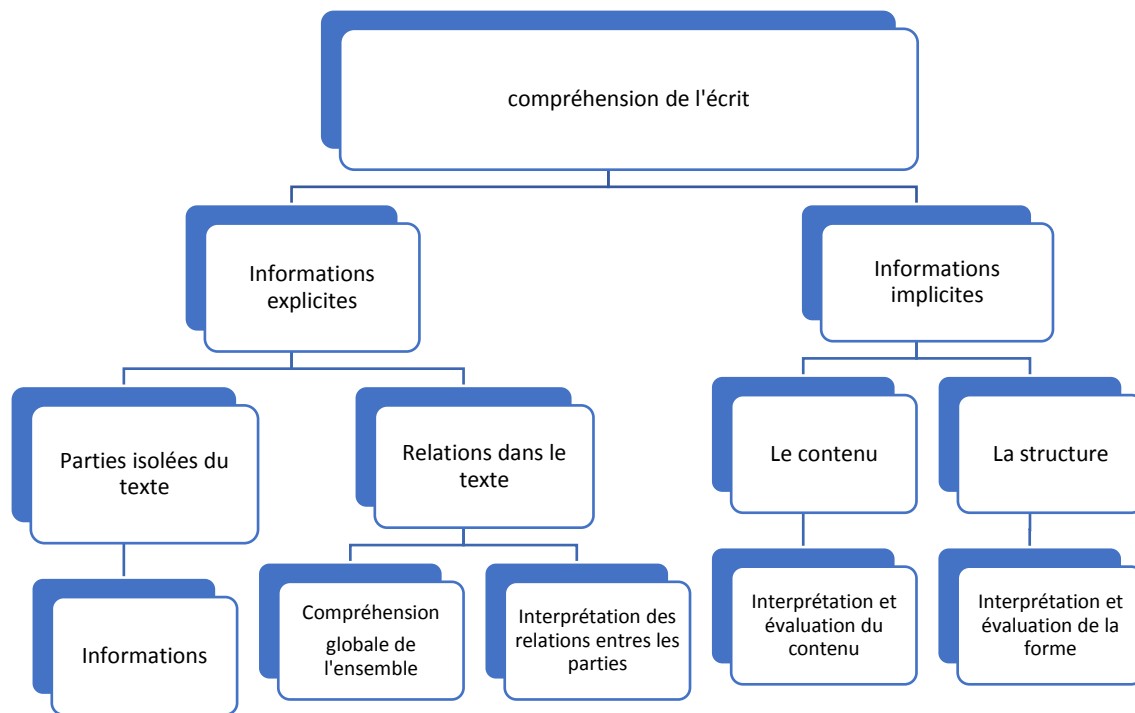 compréhension de l'écrit
Informations
explicites
Informations
implicites
Parties isolées du
texte
Relations dans le
texte
Le contenu
La structure
Informations
Compréhension
globale de
l'ensemble
Interprétation des
relations entres les
parties
Interprétation et
évaluation du
contenu
Interprétation et
évaluation de la
forme